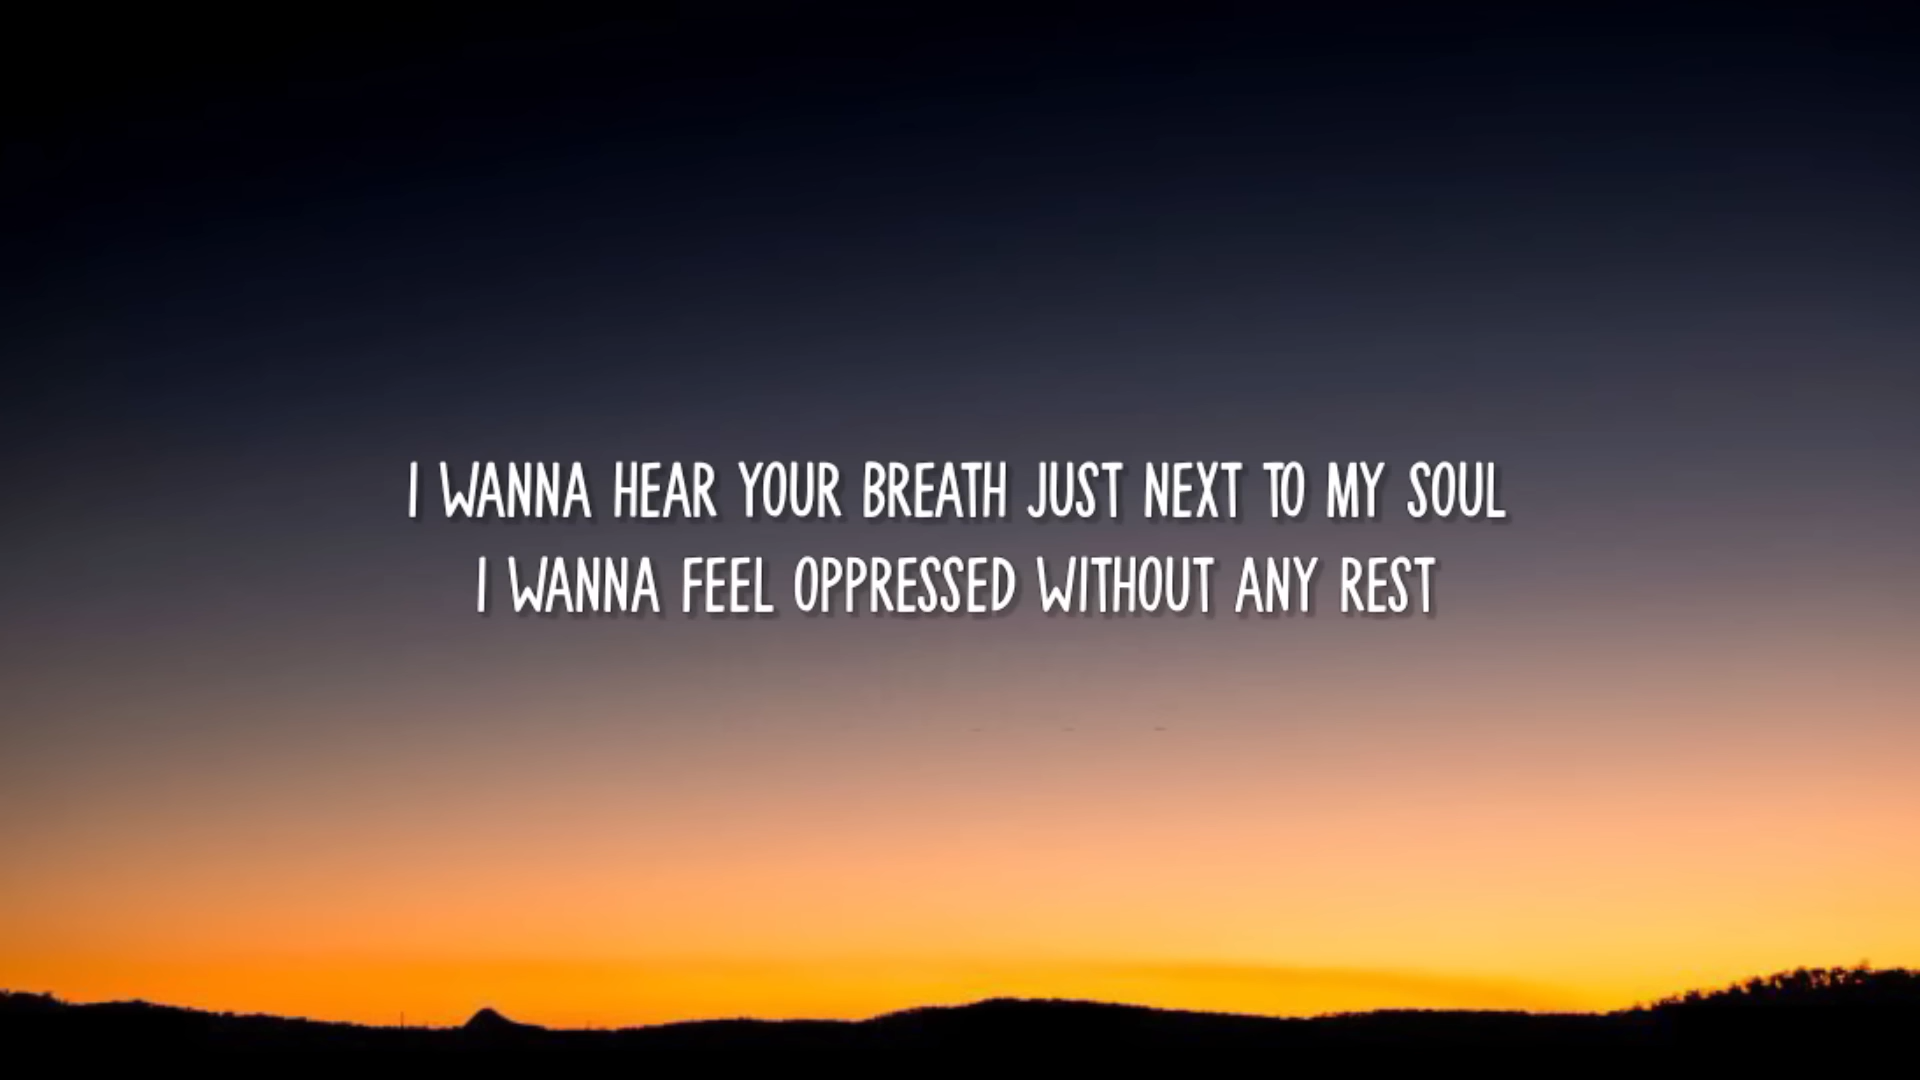 I WANNA HEAR YOUR BREATH JUST NEXT TO MY SOUL
I WANNA FEEL OPPRESSED WITHOUT ANY REST